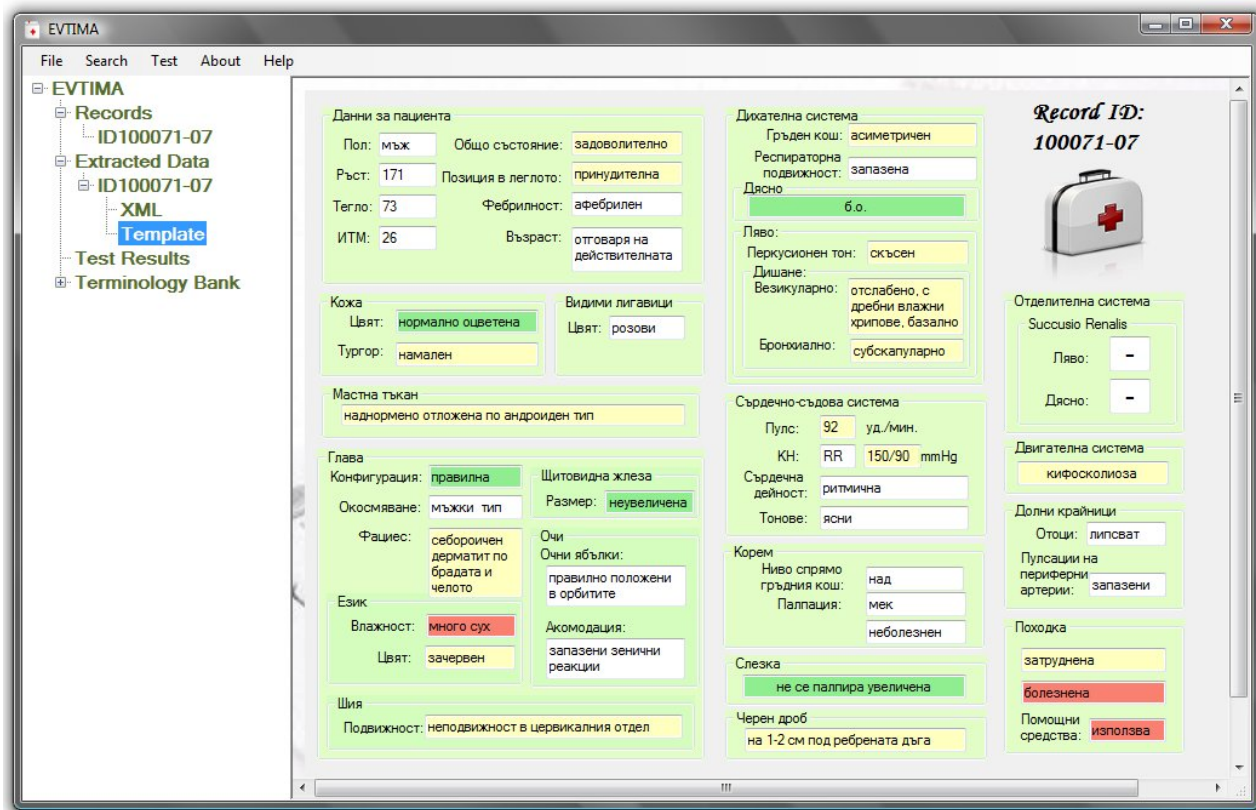 EVTIMA
File Search Test About Help
EVTIMA
Records
ID100071-07
Extracted Data
ID100071-07
XML
Template
Test Results
Terminology Bank
Данни за пациента
Пол: мъж
Общо състояние: задоволително
Ръст: 171
Позиция в леглото: принудителна
Тегло: 73
Фебрилност: афебрилен
ИТМ: 26
Възраст: отговаря на
действителната
Кожа
Цвят: нормално оцветена
Тургор: намален
Видими лигавици
Цвят: розови
Мастна тъкан
наднормено отложена по андроиден тип
Глава
Конфигурация: правилна
Окосмяване: мъжки тип
Фациес: себороичен
дерматит по
брадата и
челото
Език
Влажност: много сух
Цвят: зачервен
Щитовидна жлеза
Размер: неувеличена
Очи
Очни ябълки:
правилно положени
в орбитите
Акомодация:
запазени зенични
реакции
Шия
Подвижност: неподвижност в цервикалния отдел
Дихателна система
Гръден кош: асиметричен
Респираторна
подвижност: запазена
Дясно
б.о.
Ляво:
Перкусионен тон: скъсен
Дишане:
Везикуларно: отслабено, с
дребни влажни
хрипове, базално
Бронхиално: субскапуларно
Сърдечно-съдова система
Пулс: 92 уд./мин.
КН: RR 150/90 mmHg
Сърдечна
дейност: ритмична
Тонове: ясни
Корем
Ниво спрямо
гръдния кош: над
Палпация: мек
неболезнен
Слезка
не се палпира увеличена
Черен дроб
на 1-2 см под ребрената дъга
Record ID:
100071-07
Отделителна система
Succusio Renalis
Ляво: -
Дясно: -
Двигателна система
кифосколиоза
Долни крайници
Отоци: липсват
Пулсации на
периферни
артерии: запазени
Походка
затруднена
болезнена
Помощни
средства: използва